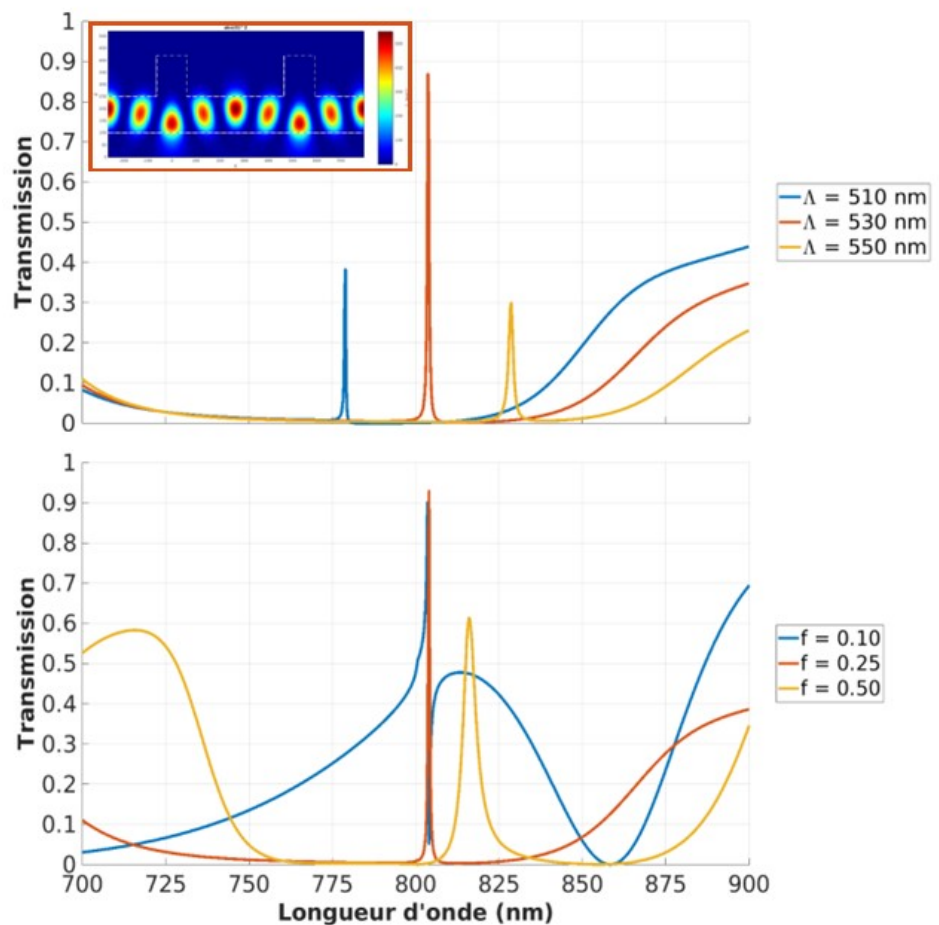 1
0.9
0.8
0.7
0.6
0.5
0.4
0.3
0.2
0.1
0
Transmission
Λ = 510 nm
Λ = 530 nm
Λ = 550 nm
1
0.9
0.8
0.7
0.6
0.5
0.4
0.3
0.2
0.1
0
Transmission
f = 0.10
f = 0.25
f = 0.50
700 725 750 775 800 825 850 875 900
Longueur d'onde (nm)